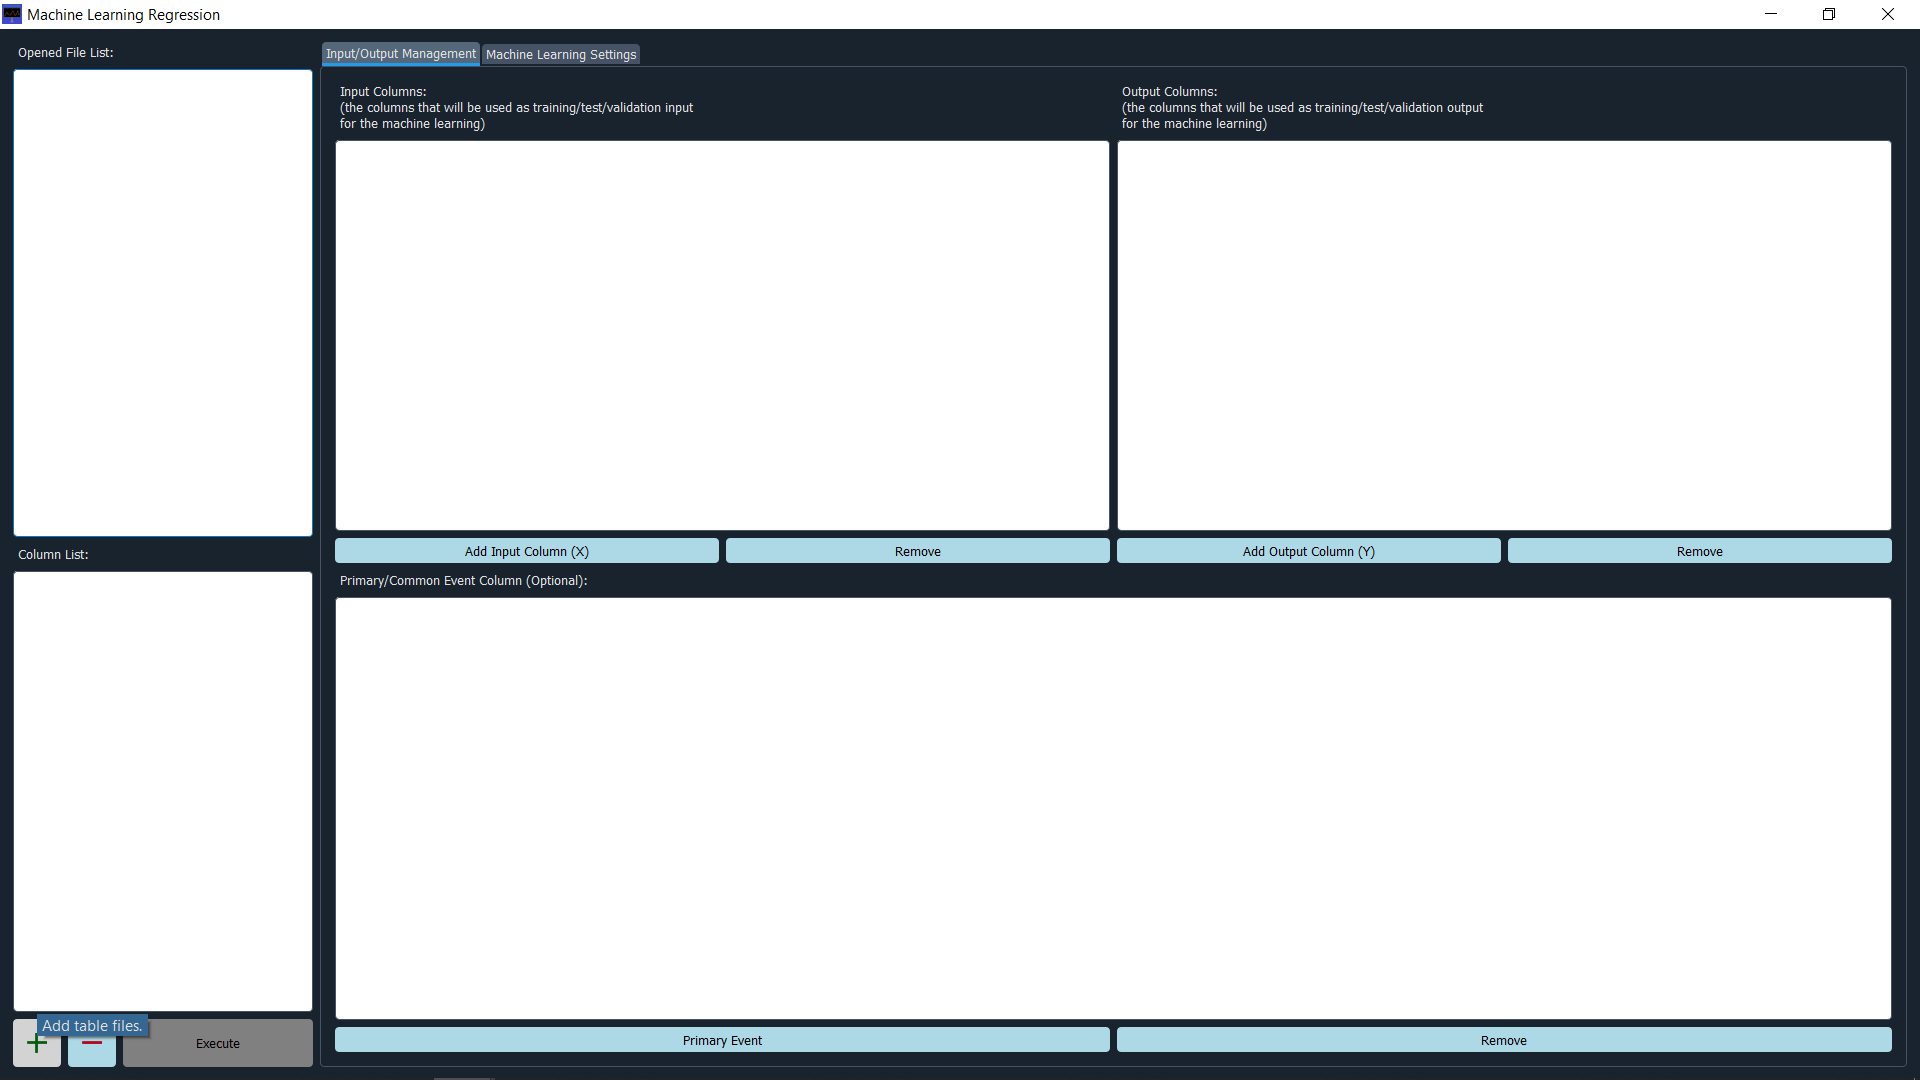 Machine Learning Regression
Opened File List:
Input/Output Management
Machine Learning Settings
Input Columns:
(the columns that will be used as training/test/validation input
for the machine learning)
Output Columns:
(the columns that will be used as training/test/validation output
for the machine learning)
Add Input Column (X)
Remove
Add Output Column (Y)
Remove
Column List:
Primary/Common Event Column (Optional):
Add table files.
Execute
Primary Event
Remove